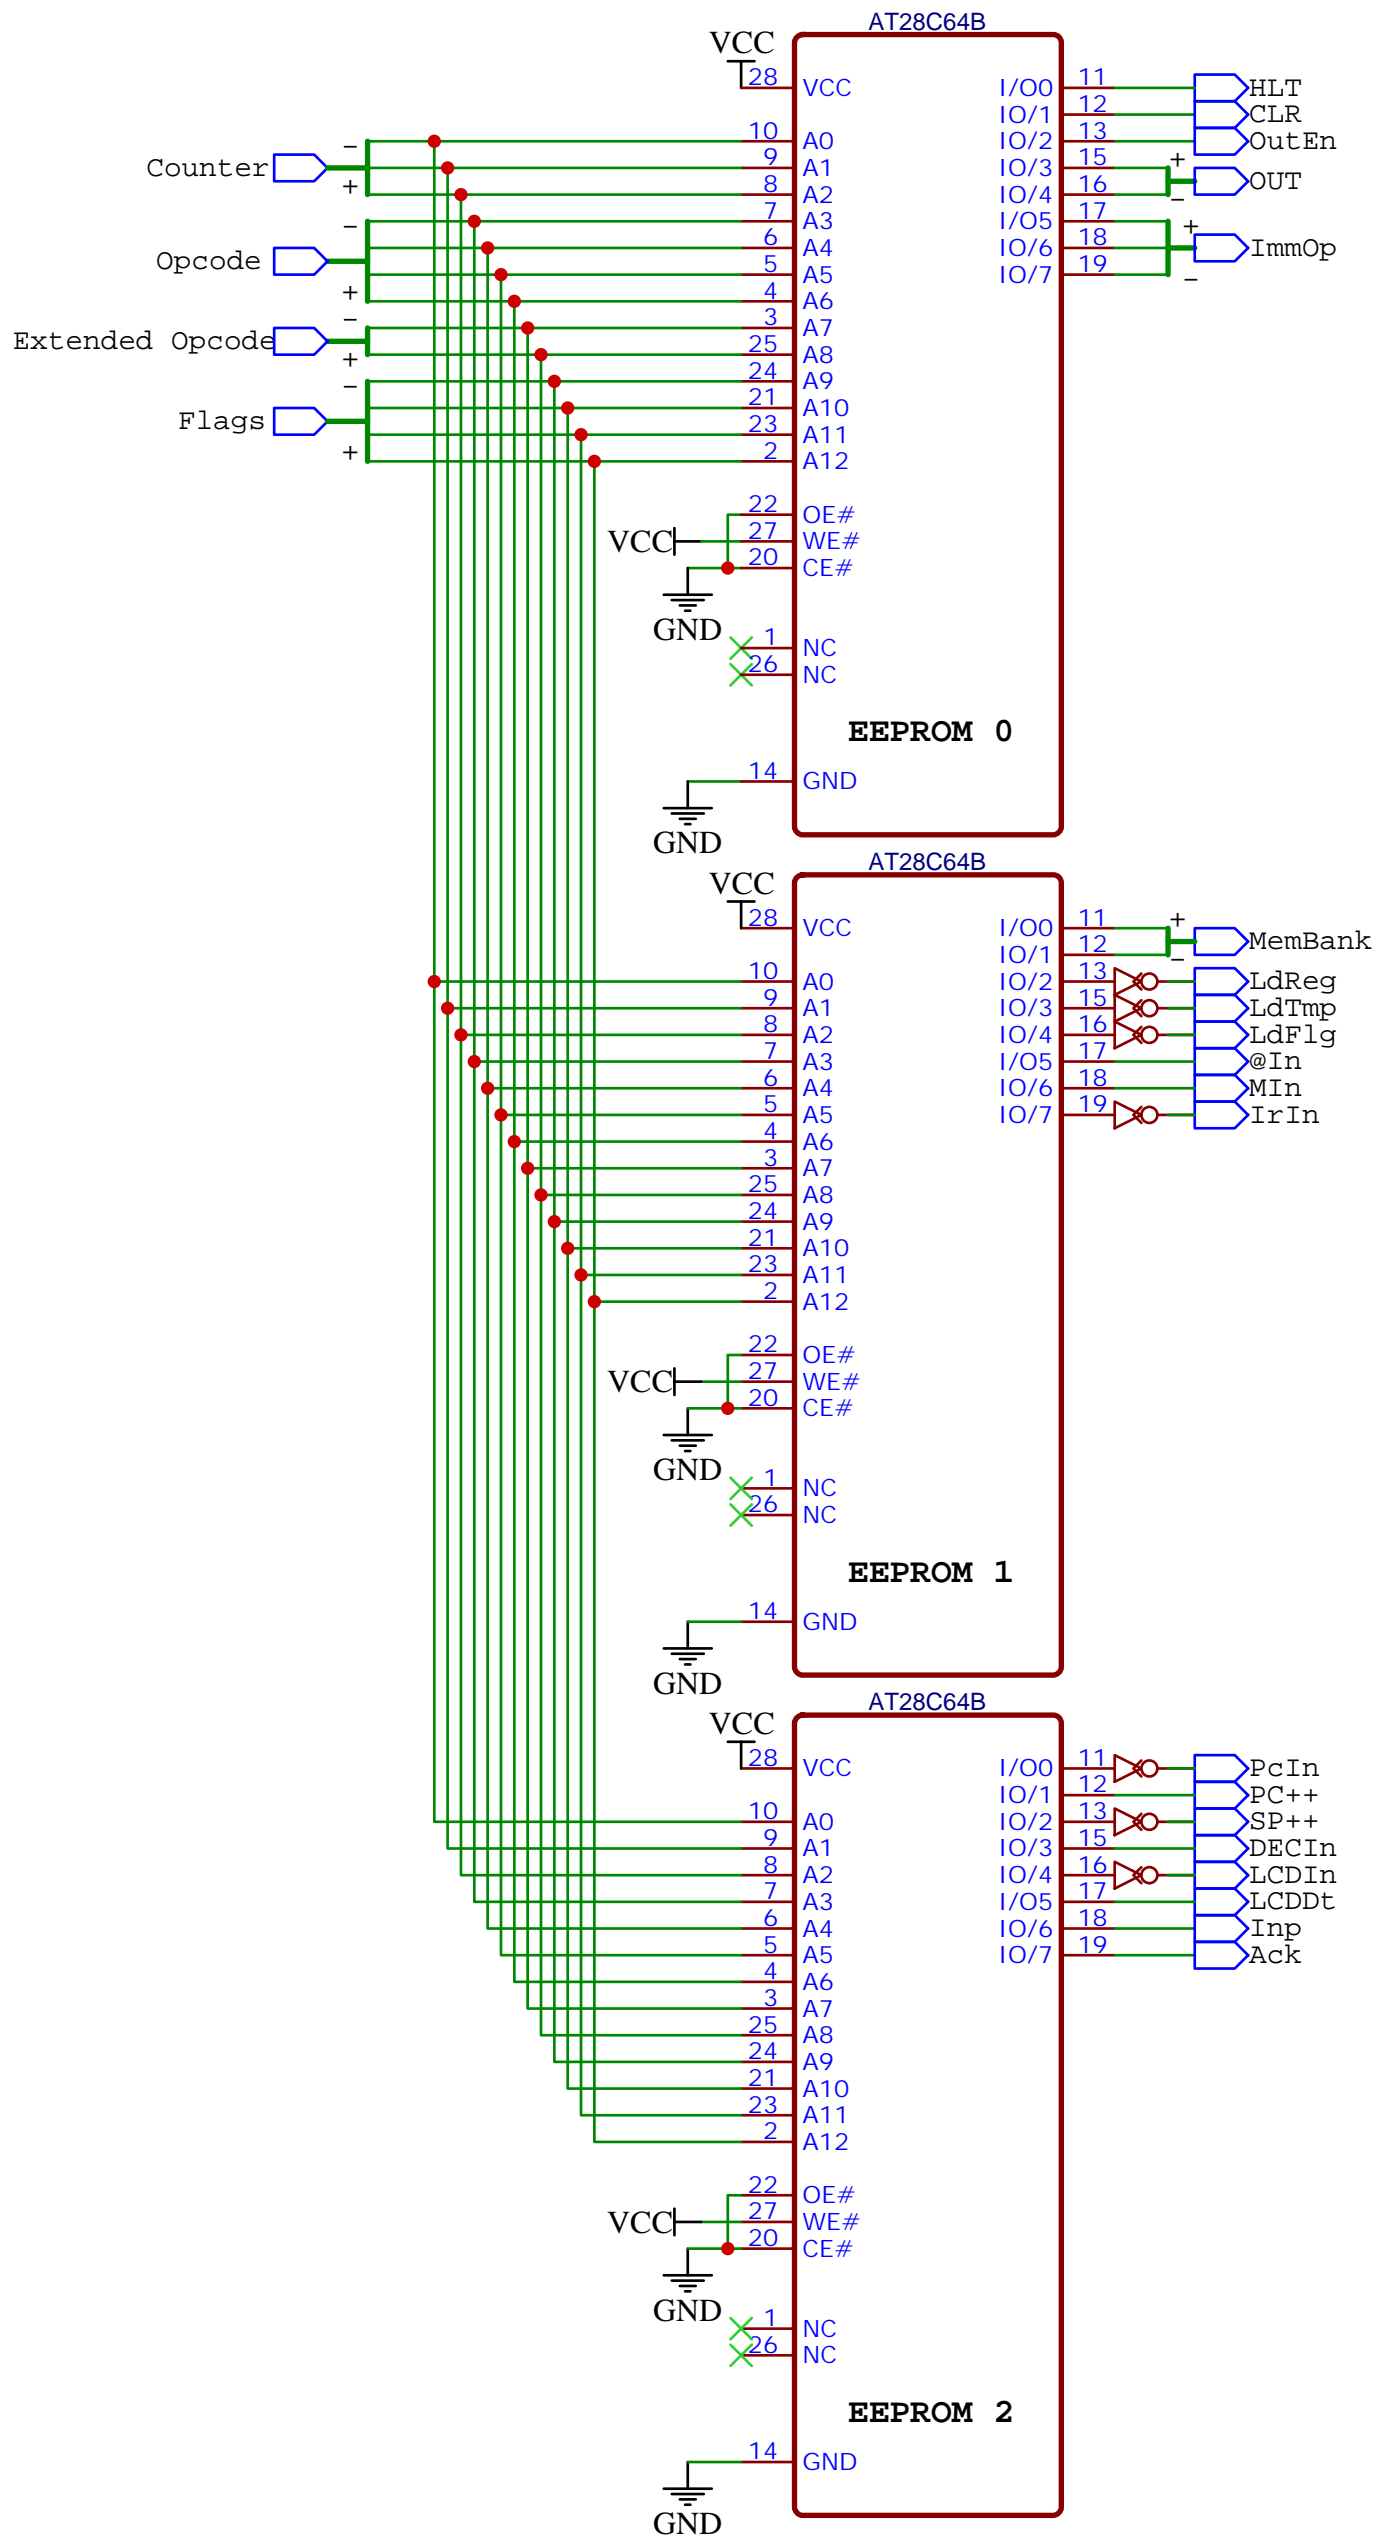 AT28C64B
VCC
28 VCC I/O0 11 HLT
IO/1 12 CLR
− 10 A0 IO/2 13 OutEn
Counter 9 A1 IO/3 15 +
+ 8 A2 IO/4 16 − OUT
− 7 A3 I/O5 17 +
6 A4 IO/6 18 ImmOp
Opcode 5 A5 IO/7 19 −
+ 4 A6
− 3 A7
Extended Opcode
+ 25 A8
− 24 A9
21 A10
Flags 23 A11
+ 2 A12
22 OE#
VCC 27 WE#
20 CE#
GND
1 NC
26 NC
EEPROM 0
14 GND
GND
AT28C64B
VCC
28 VCC I/O0 11 +
IO/1 12 − MemBank
10 A0 IO/2 13 LdReg
9 A1 IO/3 15 LdTmp
8 A2 IO/4 16 LdFlg
7 A3 I/O5 17 @In
6 A4 IO/6 18 MIn
5 A5 IO/7 19 IrIn
4 A6
3 A7
25 A8
24 A9
21 A10
23 A11
2 A12
22 OE#
VCC 27 WE#
20 CE#
GND
1 NC
26 NC
EEPROM 1
14 GND
GND
AT28C64B
VCC
28 VCC I/O0 11 PcIn
IO/1 12 PC++
10 A0 IO/2 13 SP++
9 A1 IO/3 15 DECIn
8 A2 IO/4 16 LCDIn
7 A3 I/O5 17 LCDDt
6 A4 IO/6 18 Inp
5 A5 IO/7 19 Ack
4 A6
3 A7
25 A8
24 A9
21 A10
23 A11
2 A12
22 OE#
VCC 27 WE#
20 CE#
GND
1 NC
26 NC
EEPROM 2
14 GND
GND